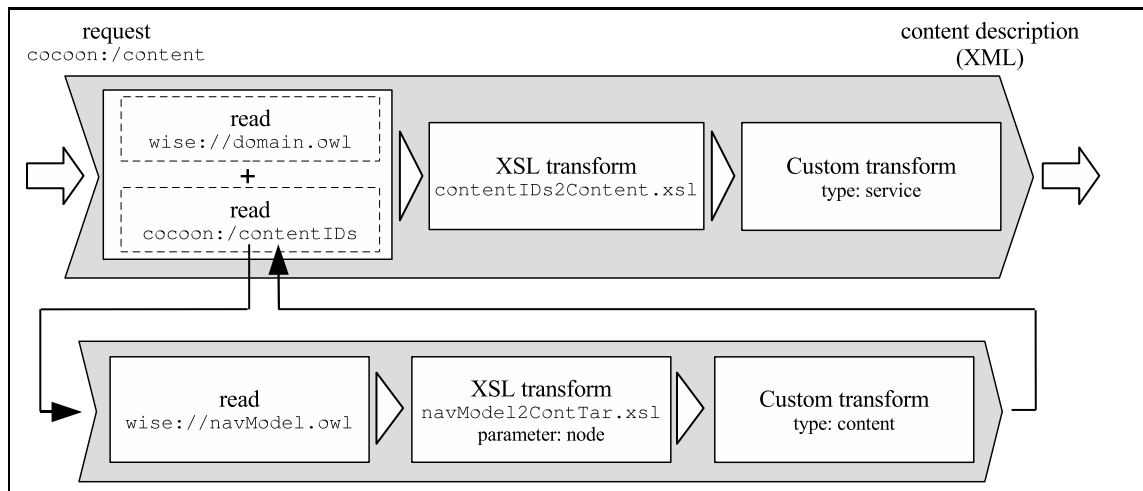 request
cocoon:/content
content description
(XML)
read
wise://domain.owl
+
read
cocoon:/contentIDs
XSL transform
contentIDs2Content.xsl
Custom transform
type: service
read
wise://navModel.owl
XSL transform
navModel2ContTar.xsl
parameter: node
Custom transform
type: content